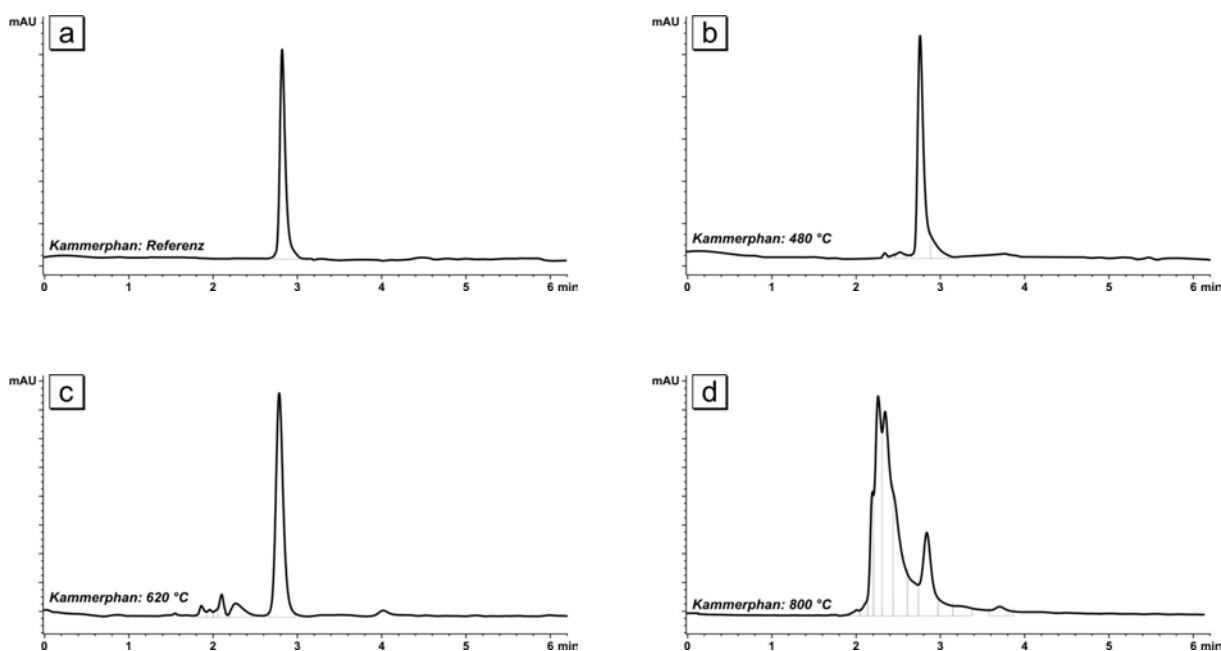 mAU
a
Kammerphan: Referenz
0 1 2 3 4 5 6 min
mAU
b
Kammerphan: 480 °C
0 1 2 3 4 5 6 min
mAU
c
Kammerphan: 620 °C
0 1 2 3 4 5 6 min
mAU
d
Kammerphan: 800 °C
0 1 2 3 4 5 6 min